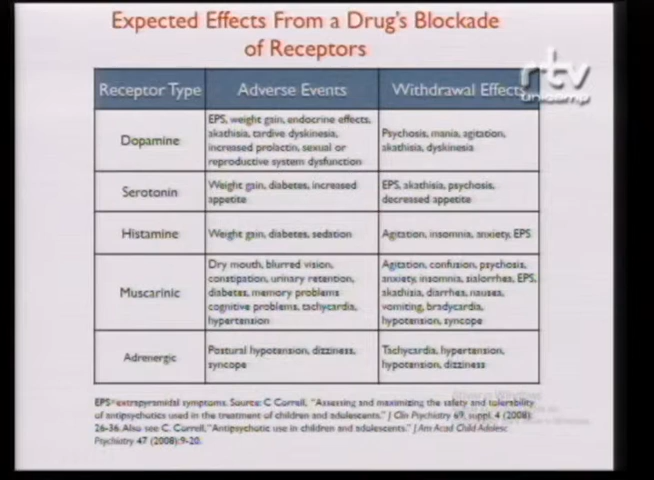 Expected Effects From a Drug's Blockade
of Receptors
rtv
unicamp
Receptor Type Adverse Events Withdrawal Effects
Dopamine
EPS, weight gain, endocrine effects,
akathisia, tardive dyskinesia,
increased prolactin, sexual or
reproductive system dysfunction
Psychosis, mania, agitation,
akathisia, dyskinesia
Serotonin
Weight gain, diabetes, increased
appetite
EPS, akathisia, psychosis,
decreased appetite
Histamine
Weight gain, diabetes, sedation
Agitation, insomnia, anxiety, EPS
Muscarinic
Dry mouth, blurred vision,
constipation, urinary retention,
diabetes, memory problems
cognitive problems, tachycardia,
hypertension
Agitation, confusion, psychosis,
anxiety, insomnia, sialorrhea, EPS,
akathisia, diarrhea, nausea,
vomiting, bradycardia,
hypotension, syncope
Adrenergic
Postural hypotension, dizziness,
syncope
Tachycardia, hypertension,
hypotension, dizziness
EPS=extrapyramidal symptoms. Source: C Correll, "Assessing and maximizing the safety and tolerability
of antipsychotics used in the treatment of children and adolescents." J Clin Psychiatry 69, suppl. 4 (2008):
26-36. Also see C. Correll, "Antipsychotic use in children and adolescents." J Am Acad Child Adolesc
Psychiatry 47 (2008):9-20.